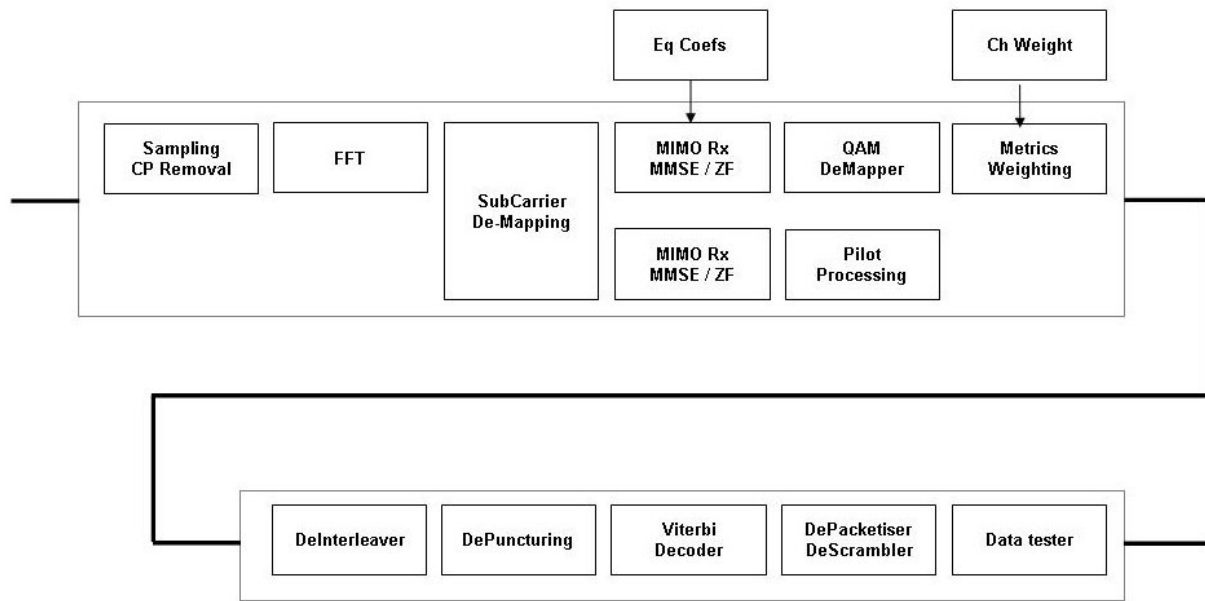 Eq Coefs
Ch Weight
Sampling
CP Removal
FFT
SubCarrier
De-Mapping
MIMO Rx
MMSE / ZF
QAM
DeMapper
Metrics
Weighting
MIMO Rx
MMSE / ZF
Pilot
Processing
DeInterleaver
DePuncturing
Viterbi
Decoder
DePacketiser
DeScrambler
Data tester